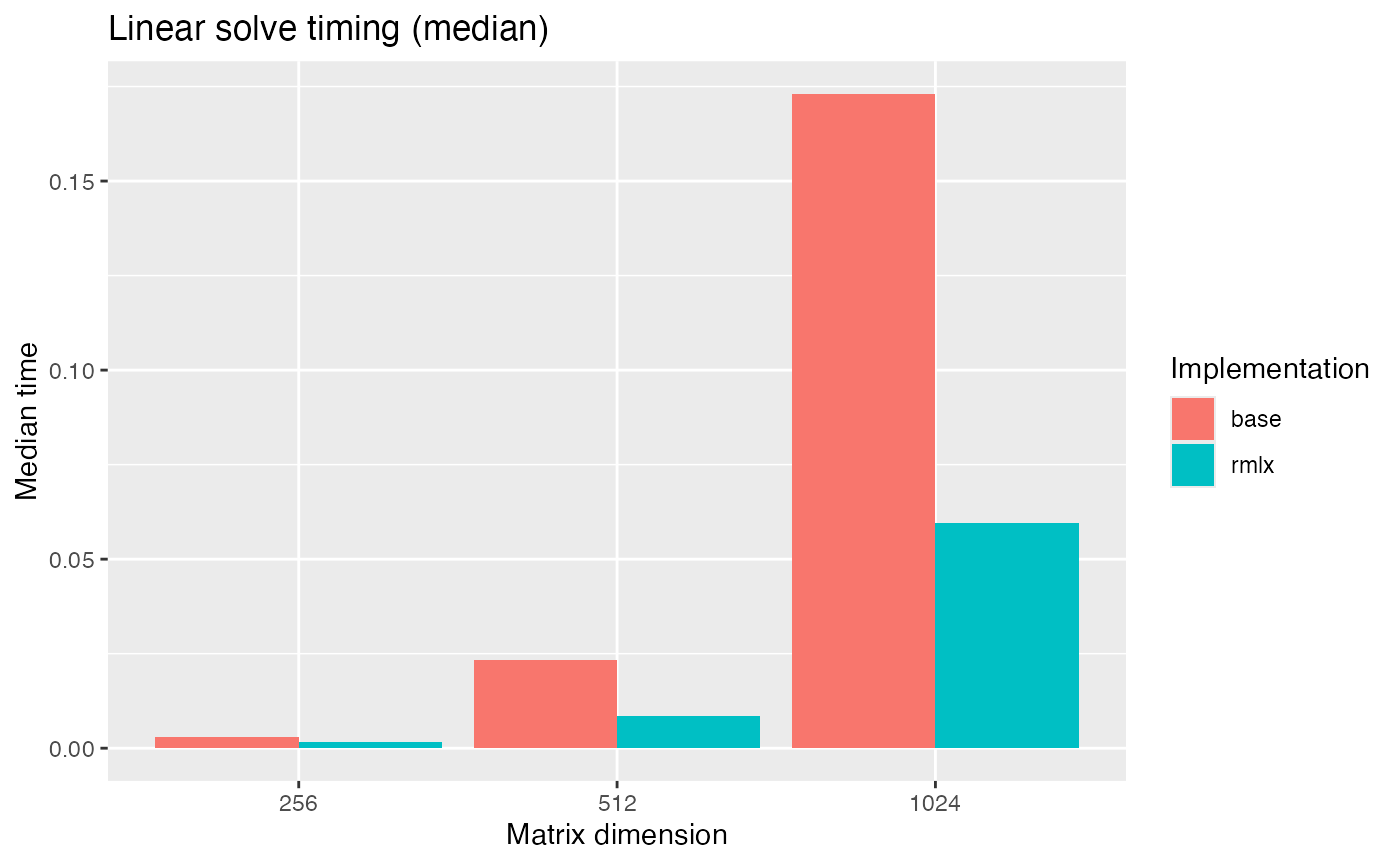 Linear solve timing (median)
Median time
0.15
0.10
0.05
0.00
256
512
1024
Matrix dimension
Implementation
base
rmlx